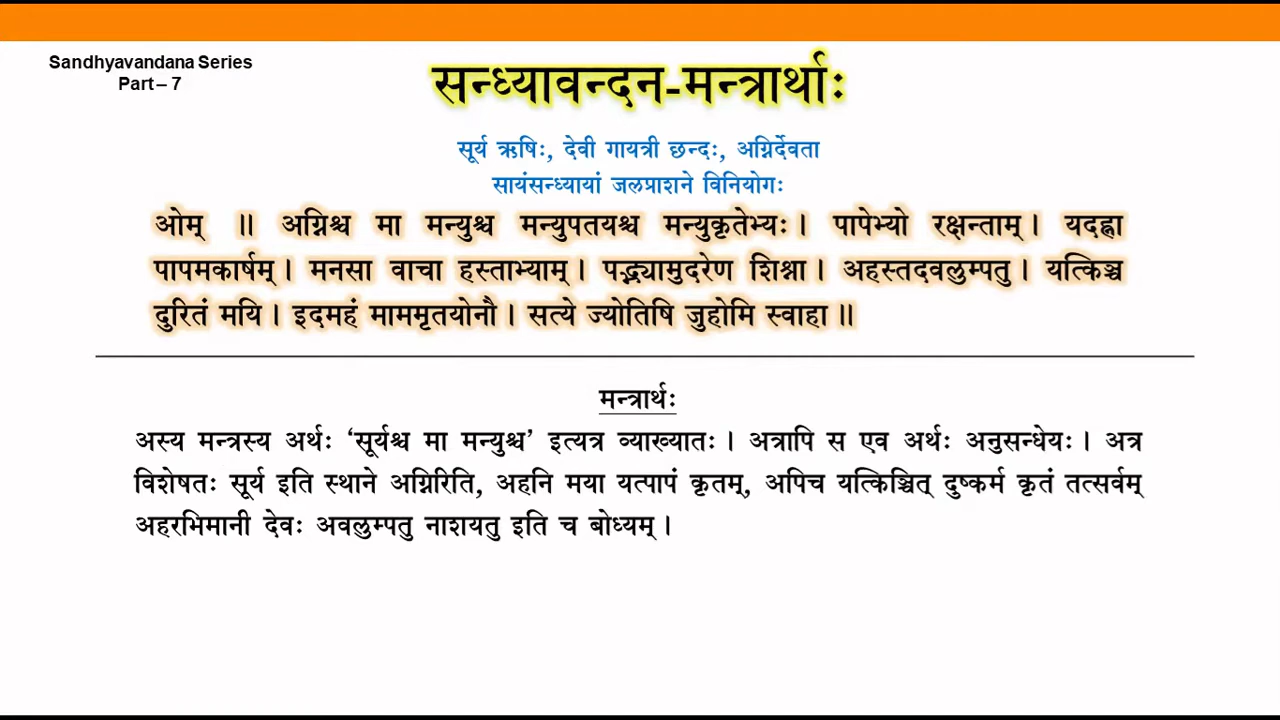 Sandhyavandana Series
Part – 7
सन्ध्यावन्दन-मन्त्रार्थाः
सूर्य ऋषिः, देवी गायत्री छन्दः, अग्निर्देवता
सायंसन्ध्यायां जलप्राशने विनियोगः
ओम् ॥ अग्निश्च मा मन्युश्च मन्युपतयश्च मन्युकृतेभ्यः। पापेभ्यो रक्षन्ताम्। यदह्ना
पापमकार्षम्। मनसा वाचा हस्ताभ्याम्। पद्भ्यामुदरेण शिश्ना। अहस्तदवलुम्पतु। यत्किञ्च
दुरितं मयि। इदमहं माममृतयोनौ। सत्ये ज्योतिषि जुहोमि स्वाहा॥
मन्त्रार्थः
अस्य मन्त्रस्य अर्थः ‘सूर्यश्च मा मन्युश्च’ इत्यत्र व्याख्यातः। अत्रापि स एव अर्थः अनुसन्धेयः। अत्र
विशेषतः सूर्य इति स्थाने अग्निरिति, अहनि मया यत्पापं कृतम्, अपिच यत्किञ्चित् दुष्कर्म कृतं तत्सर्वम्
अहरभिमानी देवः अवलुम्पतु नाशयतु इति च बोध्यम्।